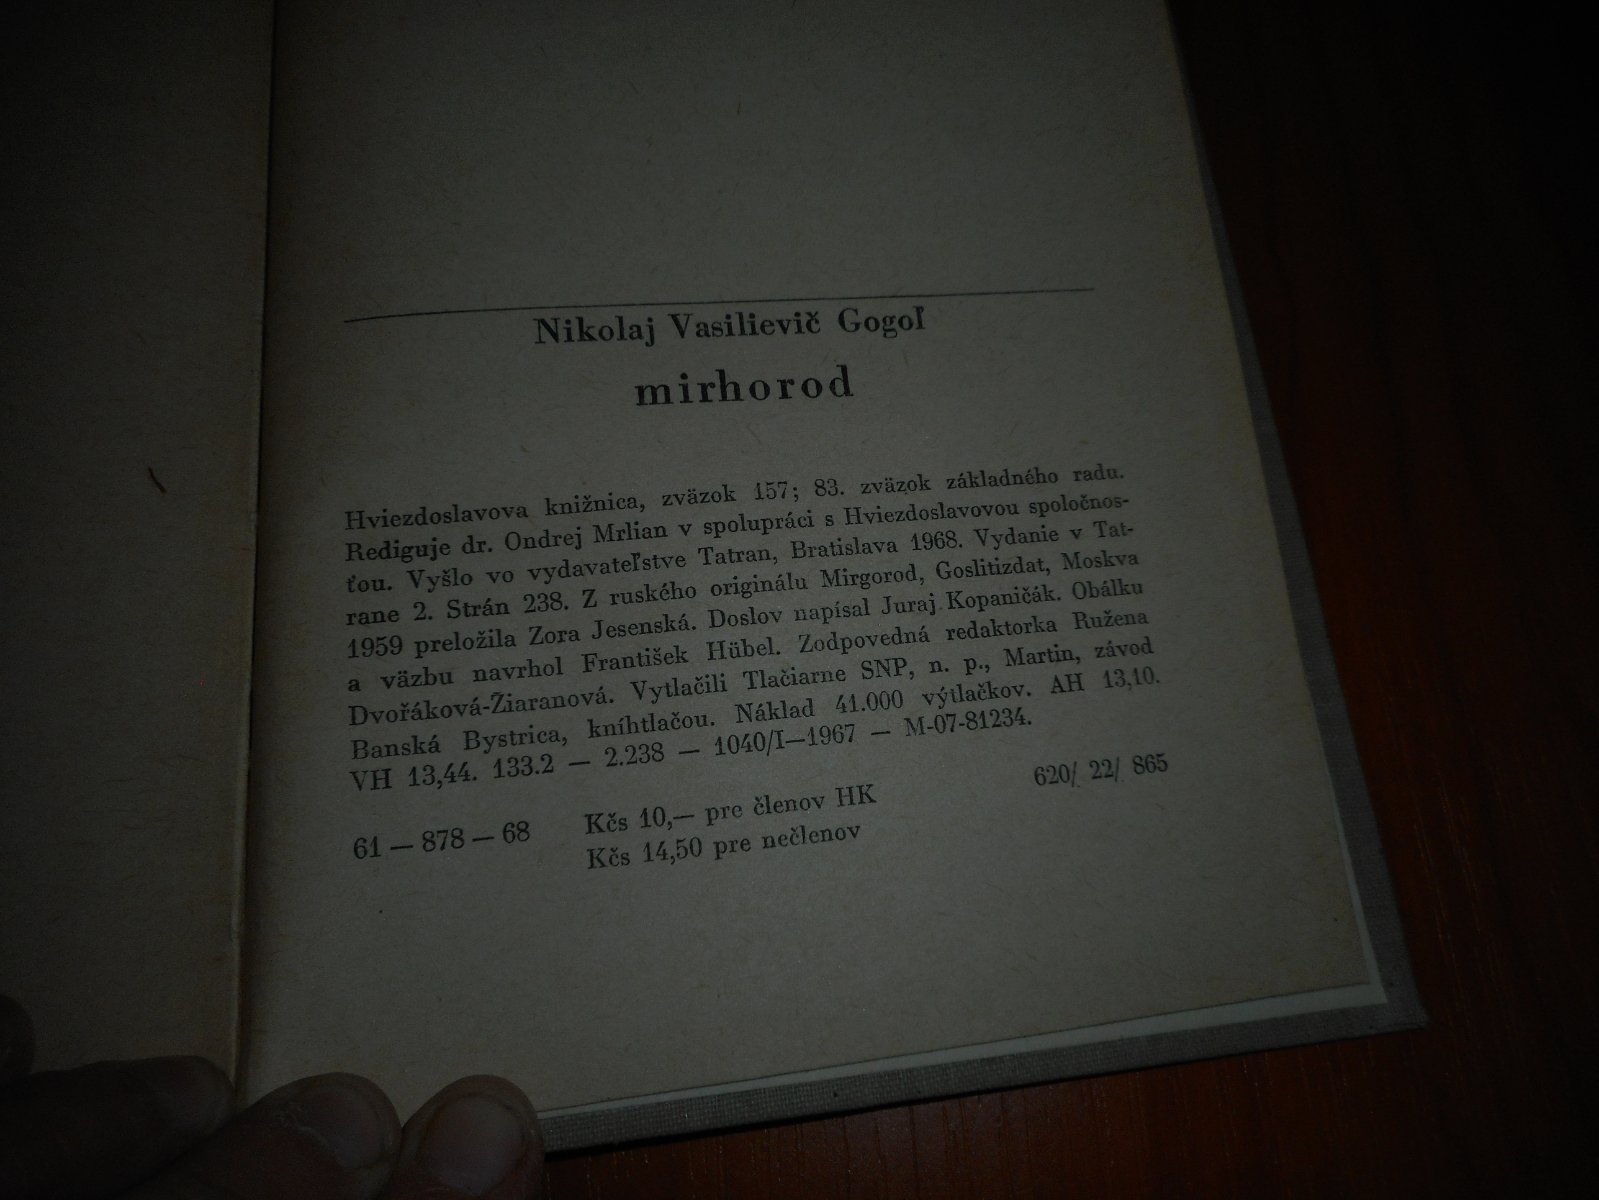 Nikolaj Vasilievič Gogoľ
mirhorod
Hviezdoslavova knižnica, zväzok 157; 83. zväzok základného radu.
Rediguje dr. Ondrej Mrlian v spolupráci s Hviezdoslavovou spoločnos-
ťou. Vyšlo vo vydavateľstve Tatran, Bratislava 1968. Vydanie v Tat-
rane 2. Strán 238. Z ruského originálu Mirgorod, Goslitizdat, Moskva
1959 preložila Zora Jesenská. Doslov napísal Juraj Kopaničák. Obálku
a väzbu navrhol František Hübel. Zodpovedná redaktorka Ružena
Dvořáková-Žiaranová. Vytlačili Tlačiarne SNP, n. p., Martin, závod
Banská Bystrica, kníhtlačou. Náklad 41.000 výtlačkov. AH 13,10.
VH 13,44. 133.2 — 2.238 — 1040/I—1967 — M-07-81234.
620/ 22/ 865
61 — 878 — 68 Kčs 10,— pre členov HK
Kčs 14,50 pre nečlenov